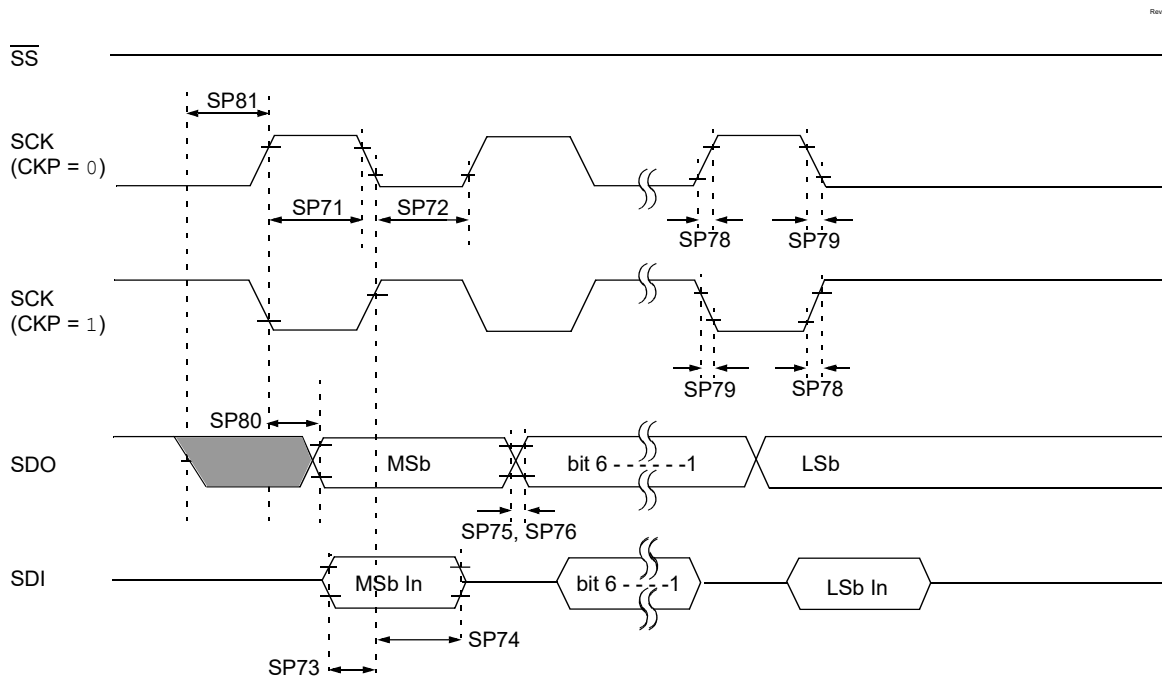 Rev
SS
SP81
SCK
(CKP = 0)
SP71
SP72
SP78
SP79
SCK
(CKP = 1)
SP79
SP78
SP80
SDO
MSb
bit 6 - - - - - -1
LSb
SP75, SP76
SDI
MSb In
bit 6 - - - - -1
LSb In
SP74
SP73